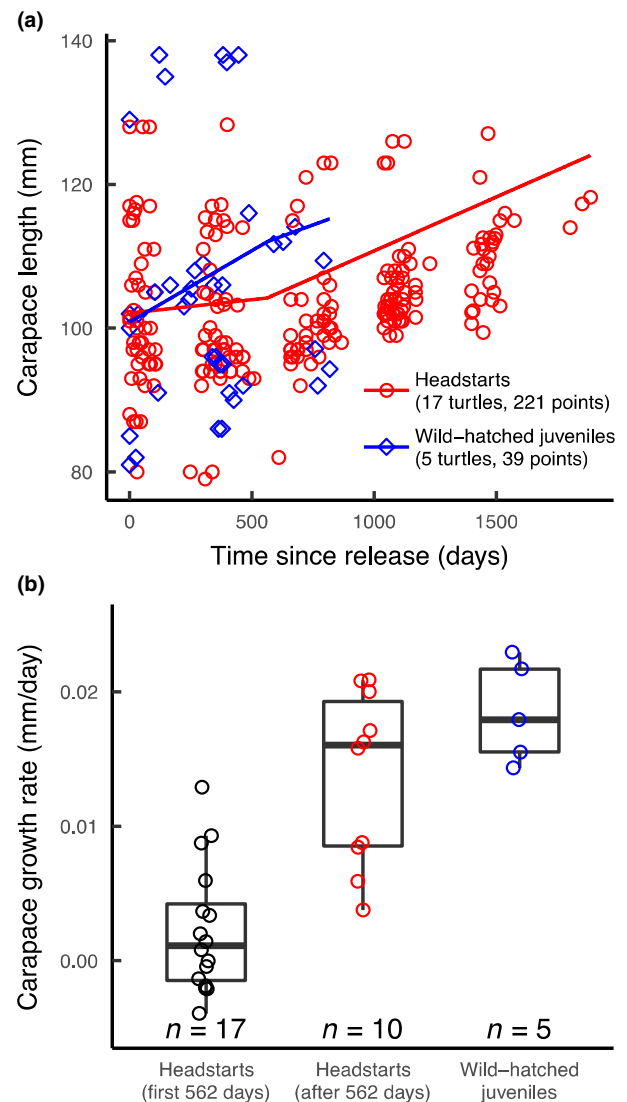 (a)
140
120
100
80
Carapace length (mm)
Headstarts
(17 turtles, 221 points)
Wild–hatched juveniles
(5 turtles, 39 points)
0 500 1000 1500
Time since release (days)
(b)
0.02
0.01
0.00
Carapace growth rate (mm/day)
n = 17 n = 10 n = 5
Headstarts
(first 562 days)
Headstarts
(after 562 days)
Wild–hatched
juveniles